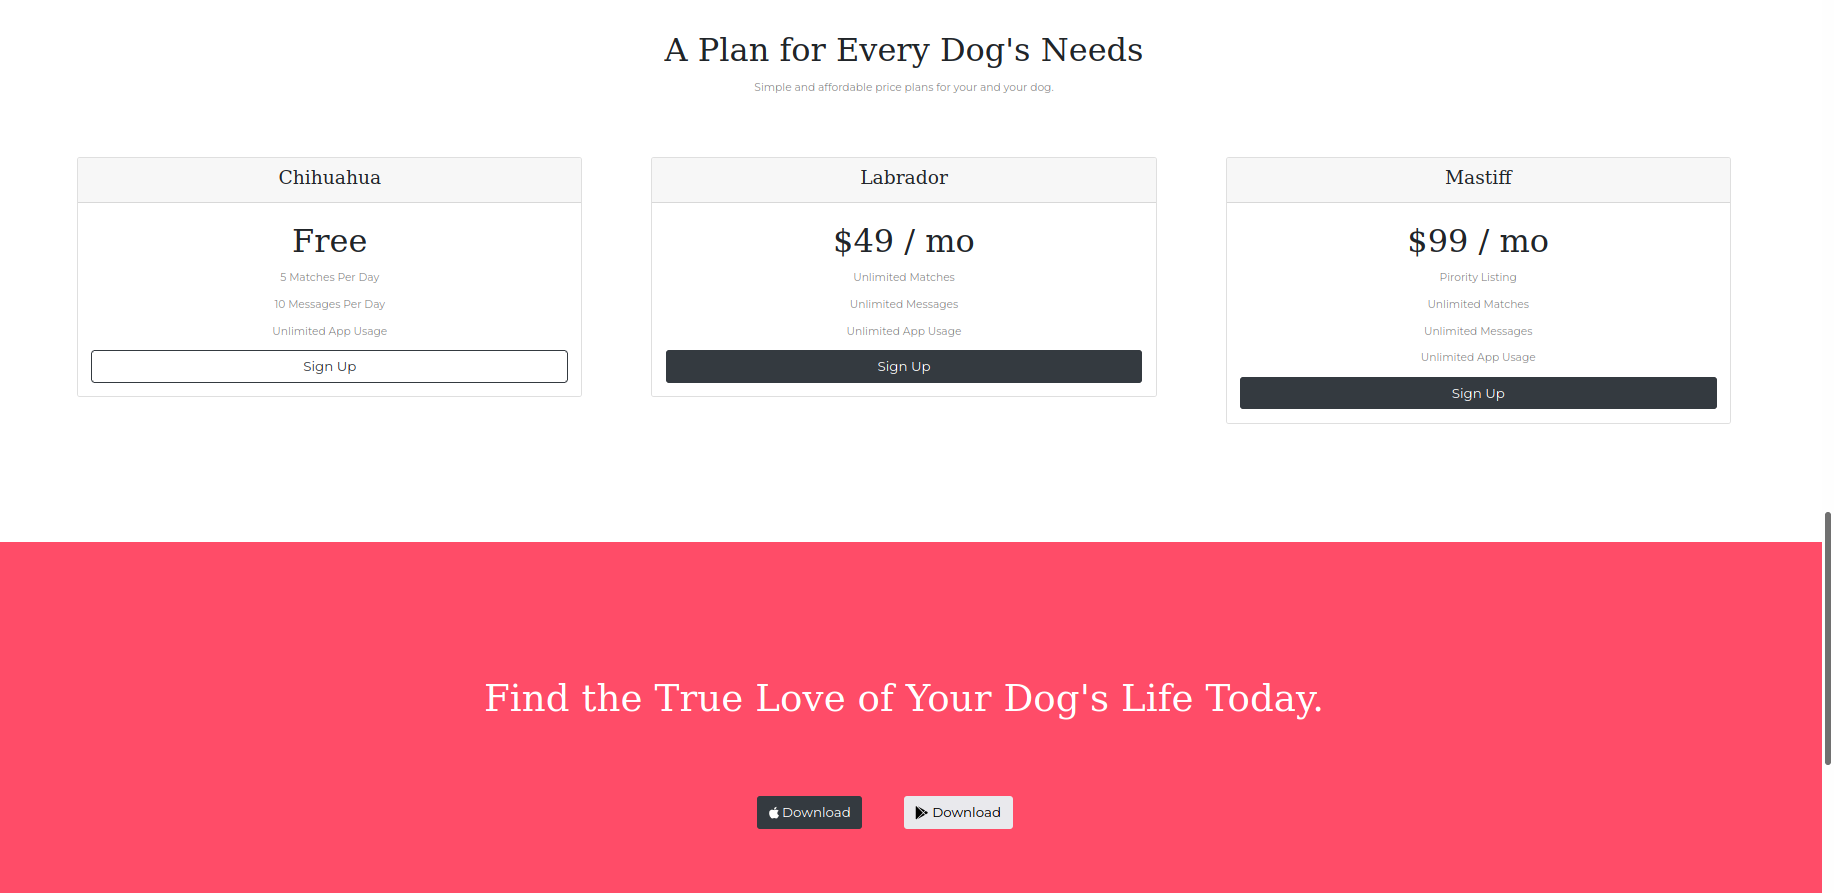 A Plan for Every Dog's Needs
Simple and affordable price plans for your and your dog.
Chihuahua
Free
5 Matches Per Day
10 Messages Per Day
Unlimited App Usage
Sign Up
Labrador
$49 / mo
Unlimited Matches
Unlimited Messages
Unlimited App Usage
Sign Up
Mastiff
$99 / mo
Pirority Listing
Unlimited Matches
Unlimited Messages
Unlimited App Usage
Sign Up
Find the True Love of Your Dog's Life Today.
Download
Download